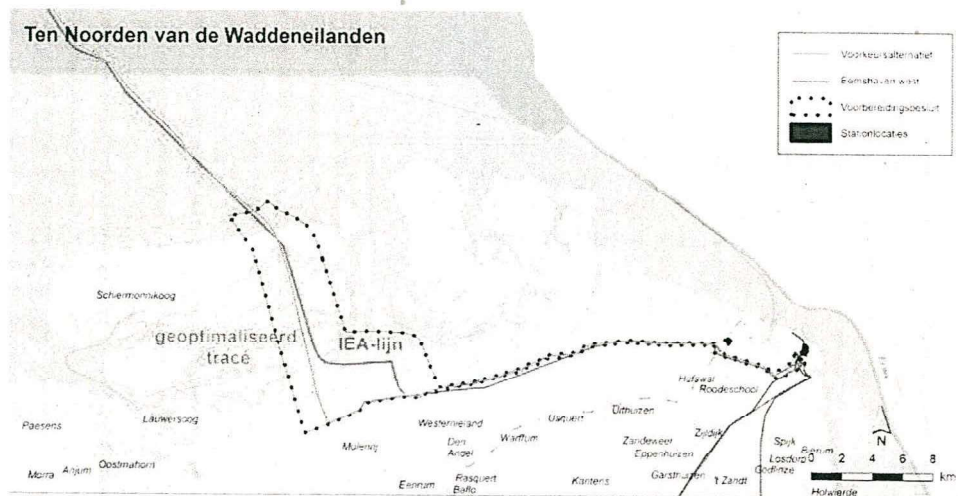 Ten Noorden van de Waddeneilanden
Voorkeursalternatief
Eemshaven west
Voorbereidingsbesluit
Stationlocaties
Schiermonnikoog
geoptimaliseerd
tracé
IEA-lijn
Hufswal
Roodeschool
Lauwersoog
Paesens
Westernieland
Usquert
Uithuizen
Warffum
Den
Andel
Zijldijk
Zandeweer
Eppenhuizen
Spijk
Bierum
Losdorp
Godlinze
Morra
Anjum
Oostmahorn
Eenrum
Rasquert
Baflo
Kantens
Garsthuizen
't Zandt
Holwierde
N
0 2 4 6 8
km